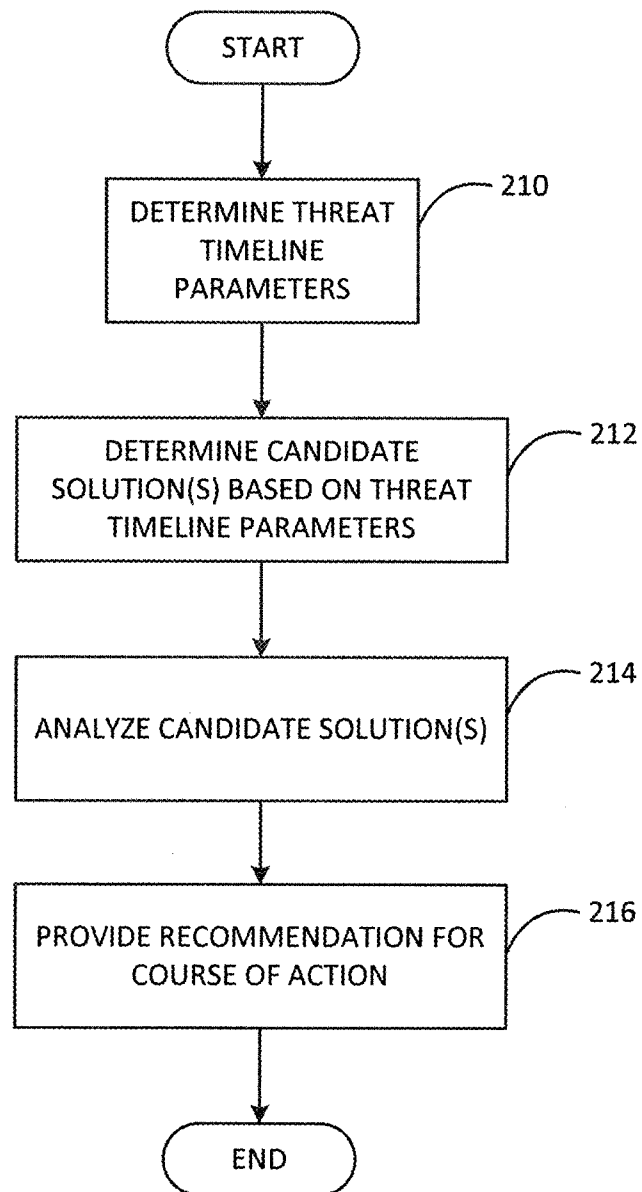 START
210
DETERMINE THREAT
TIMELINE
PARAMETERS
212
DETERMINE CANDIDATE
SOLUTION(S) BASED ON THREAT
TIMELINE PARAMETERS
214
ANALYZE CANDIDATE SOLUTION(S)
216
PROVIDE RECOMMENDATION FOR
COURSE OF ACTION
END